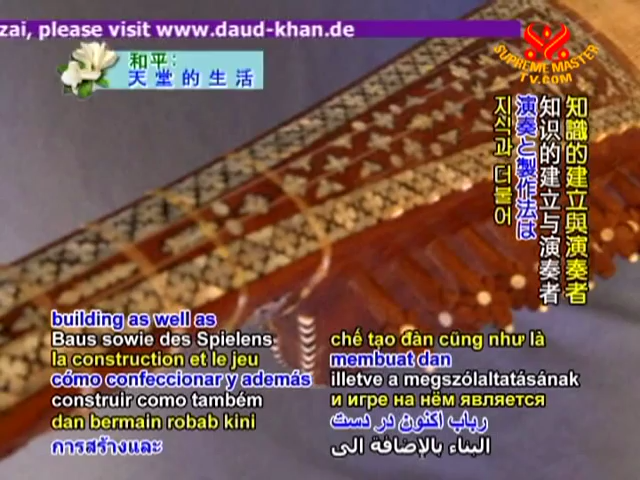 zai, please visit www.daud-khan.de
和平:
天堂的生活
SUPREME MASTER
TV.COM
知識的建立與演奏者
知识的建立与演奏者
演奏と製作法は
지식과 더불어
building as well as
Baus sowie des Spielens
la construction et le jeu
cómo confeccionar y además
construir como también
dan bermain robab kini
การสร้างและ
chế tạo đàn cũng như là
membuat dan
illetve a megszólaltatásának
и игре на нём является
رباب اکنون در دست
البناء بالإضافة الى